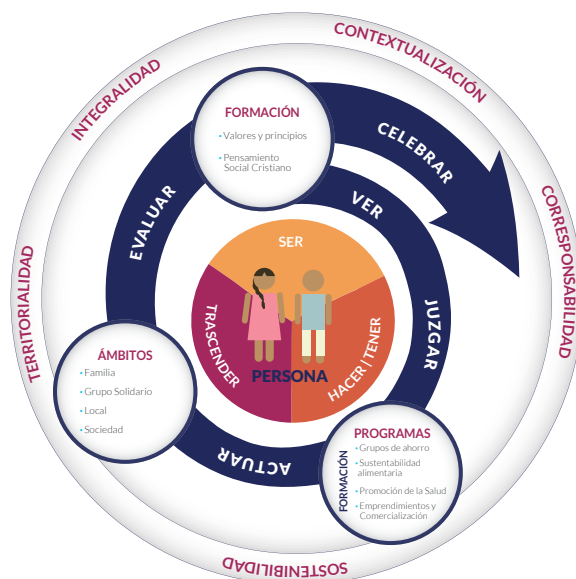 CONTEXTUALIZACIÓN
INTEGRALIDAD
CORRESPONSABILIDAD
TERRITORIALIDAD
SOSTENIBILIDAD
FORMACIÓN
• Valores y principios
• Pensamiento
Social Cristiano
CELEBRAR
VER
JUZGAR
ACTUAR
EVALUAR
SER
TRASCENDER
HACER | TENER
PERSONA
ÁMBITOS
• Familia
• Grupo Solidario
• Local
• Sociedad
PROGRAMAS
FORMACIÓN
• Grupos de ahorro
• Sustentabilidad
alimentaria
• Promoción de la Salud
• Emprendimientos y
Comercialización